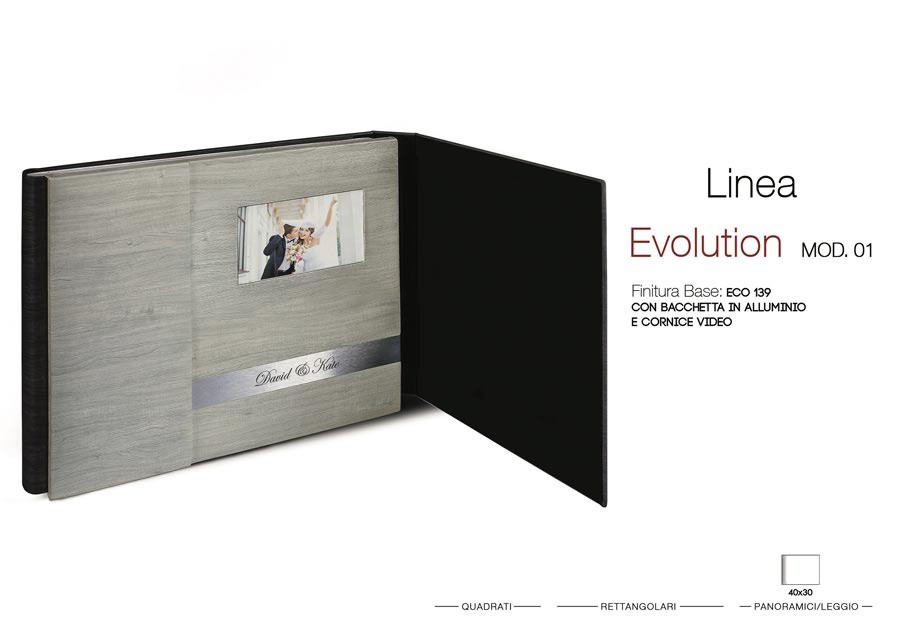 Linea
Evolution MOD. 01
Finitura Base: ECO 139
CON BACCHETTA IN ALLUMINIO
E CORNICE VIDEO
David & Kate
40x30
QUADRATI
RETTANGOLARI
PANORAMICI/LEGGIO